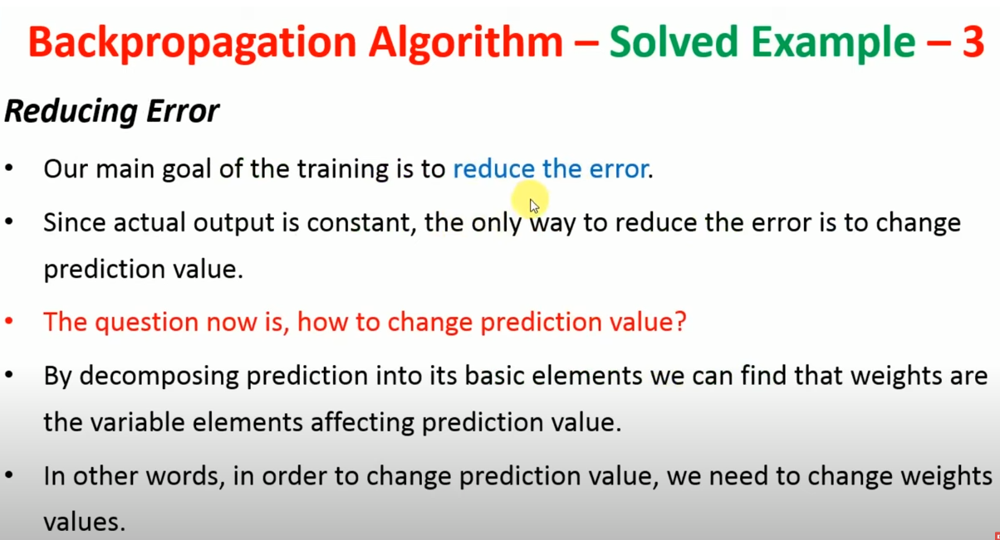 Backpropagation Algorithm – Solved Example – 3
Reducing Error
• Our main goal of the training is to reduce the error.
• Since actual output is constant, the only way to reduce the error is to change
prediction value.
• The question now is, how to change prediction value?
• By decomposing prediction into its basic elements we can find that weights are
the variable elements affecting prediction value.
• In other words, in order to change prediction value, we need to change weights
values.